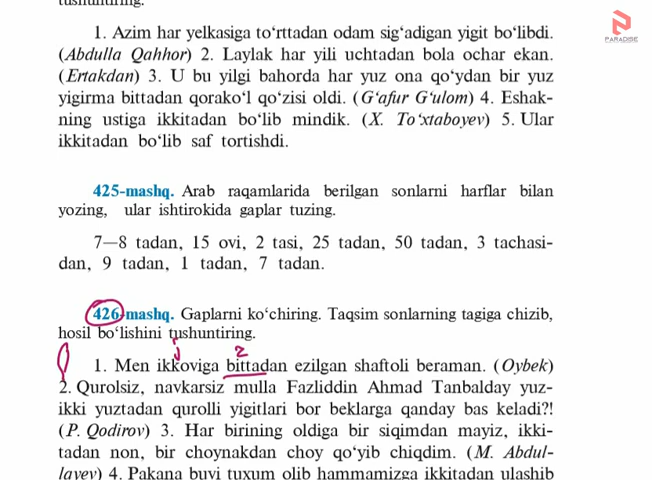 tushuntiring.
1. Azim har yelkasiga to‘rttadan odam sig‘adigan yigit bo‘libdi.
PARADISE
(Abdulla Qahhor) 2. Laylak har yili uchtadan bola ochar ekan.
(Ertakdan) 3. U bu yilgi bahorda har yuz ona qo‘ydan bir yuz
yigirma bittadan qorako‘l qo‘zisi oldi. (G‘afur G‘ulom) 4. Eshak-
ning ustiga ikkitadan bo‘lib mindik. (X. To‘xtaboyev) 5. Ular
ikkitadan bo‘lib saf tortishdi.
425-mashq. Arab raqamlarida berilgan sonlarni harflar bilan
yozing, ular ishtirokida gaplar tuzing.
7—8 tadan, 15 ovi, 2 tasi, 25 tadan, 50 tadan, 3 tachasi-
dan, 9 tadan, 1 tadan, 7 tadan.
426-mashq. Gaplarni ko‘chiring. Taqsim sonlarning tagiga chizib,
hosil bo‘lishini tushuntiring.
2
1. Men ikkoviga bittadan ezilgan shaftoli beraman. (Oybek)
2. Qurolsiz, navkarsiz mulla Fazliddin Ahmad Tanbalday yuz-
ikki yuztadan qurolli yigitlari bor beklarga qanday bas keladi?!
(P. Qodirov) 3. Har birining oldiga bir siqimdan mayiz, ikki-
tadan non, bir choynakdan choy qo‘yib chiqdim. (M. Abdul-
layev) 4. Pakana buvi tuxum olib hammamizga ikkitadan ulashib